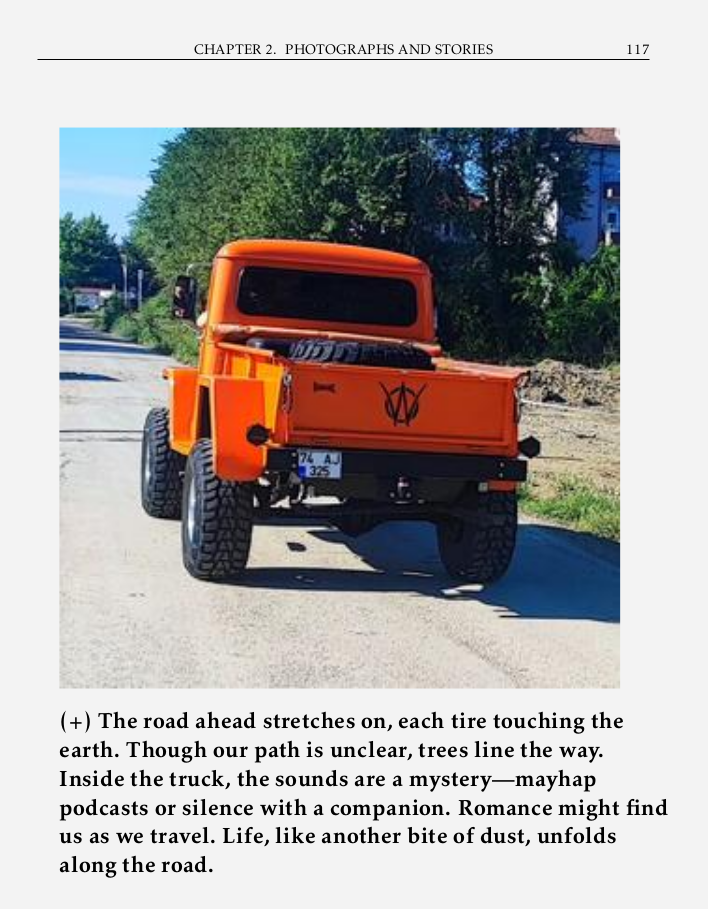 CHAPTER 2. PHOTOGRAPHS AND STORIES 117
74 AJ
325
(+) The road ahead stretches on, each tire touching the
earth. Though our path is unclear, trees line the way.
Inside the truck, the sounds are a mystery—mayhap
podcasts or silence with a companion. Romance might find
us as we travel. Life, like another bite of dust, unfolds
along the road.